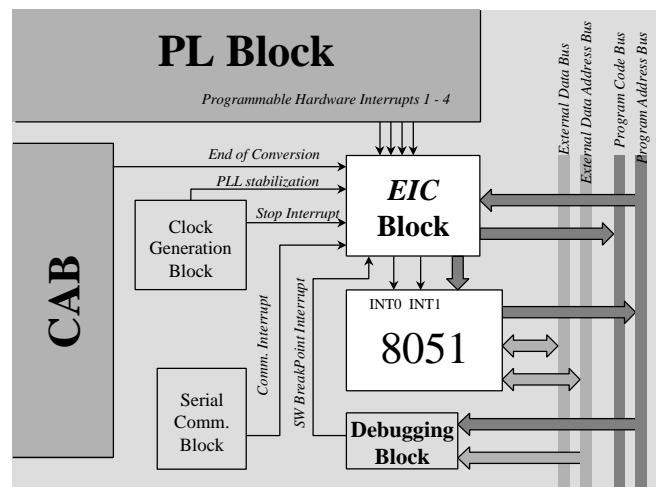 PL Block
Programmable Hardware Interrupts 1 - 4
External Data Bus
External Data Address Bus
Program Code Bus
Program Address Bus
CAB
End of Conversion
PLL stabilization
Stop Interrupt
Clock
Generation
Block
EIC
Block
Comm. Interrupt
SW BreakPoint Interrupt
INT0 INT1
8051
Serial
Comm.
Block
Debugging
Block